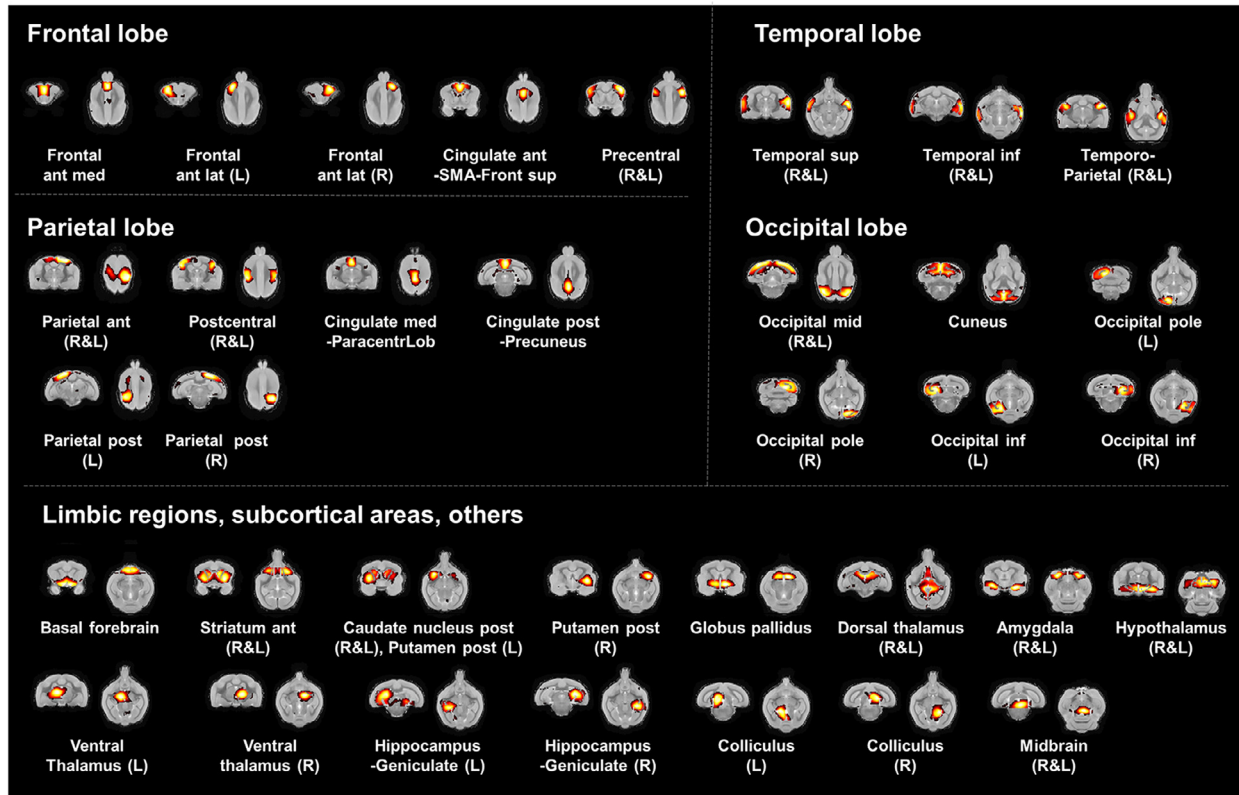 Frontal lobe
Frontal
ant med
Frontal
ant lat (L)
Frontal
ant lat (R)
Cingulate ant
-SMA-Front sup
Precentral
(R&L)
Temporal lobe
Temporal sup
(R&L)
Temporal inf
(R&L)
Temporo-
Parietal (R&L)
Parietal lobe
Parietal ant
(R&L)
Postcentral
(R&L)
Cingulate med
-ParacentrLob
Cingulate post
-Precuneus
Parietal post
(L)
Parietal post
(R)
Occipital lobe
Occipital mid
(R&L)
Cuneus
Occipital pole
(L)
Occipital pole
(R)
Occipital inf
(L)
Occipital inf
(R)
Limbic regions, subcortical areas, others
Basal forebrain
Striatum ant
(R&L)
Caudate nucleus post
(R&L), Putamen post (L)
Putamen post
(R)
Globus pallidus
Dorsal thalamus
(R&L)
Amygdala
(R&L)
Hypothalamus
(R&L)
Ventral
Thalamus (L)
Ventral
thalamus (R)
Hippocampus
-Geniculate (L)
Hippocampus
-Geniculate (R)
Colliculus
(L)
Colliculus
(R)
Midbrain
(R&L)